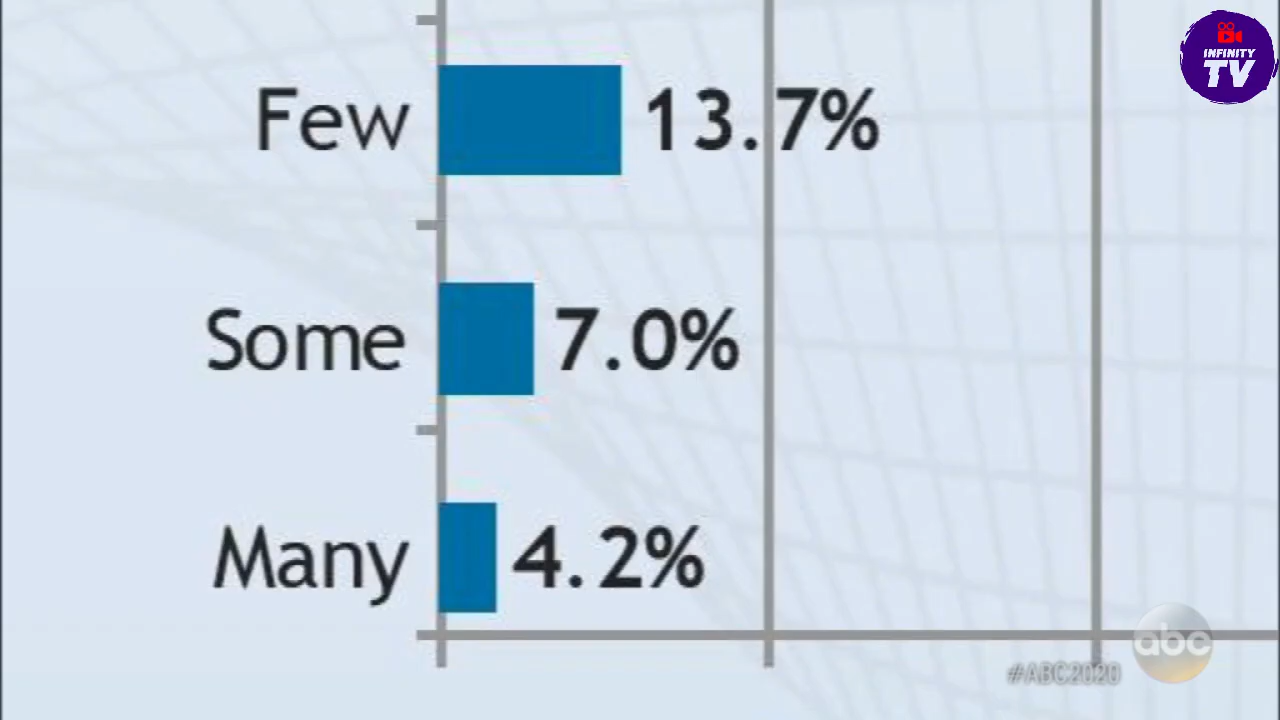 INFINITY
TV
Few 13.7%
Some 7.0%
Many 4.2%
abc
#ABC2020